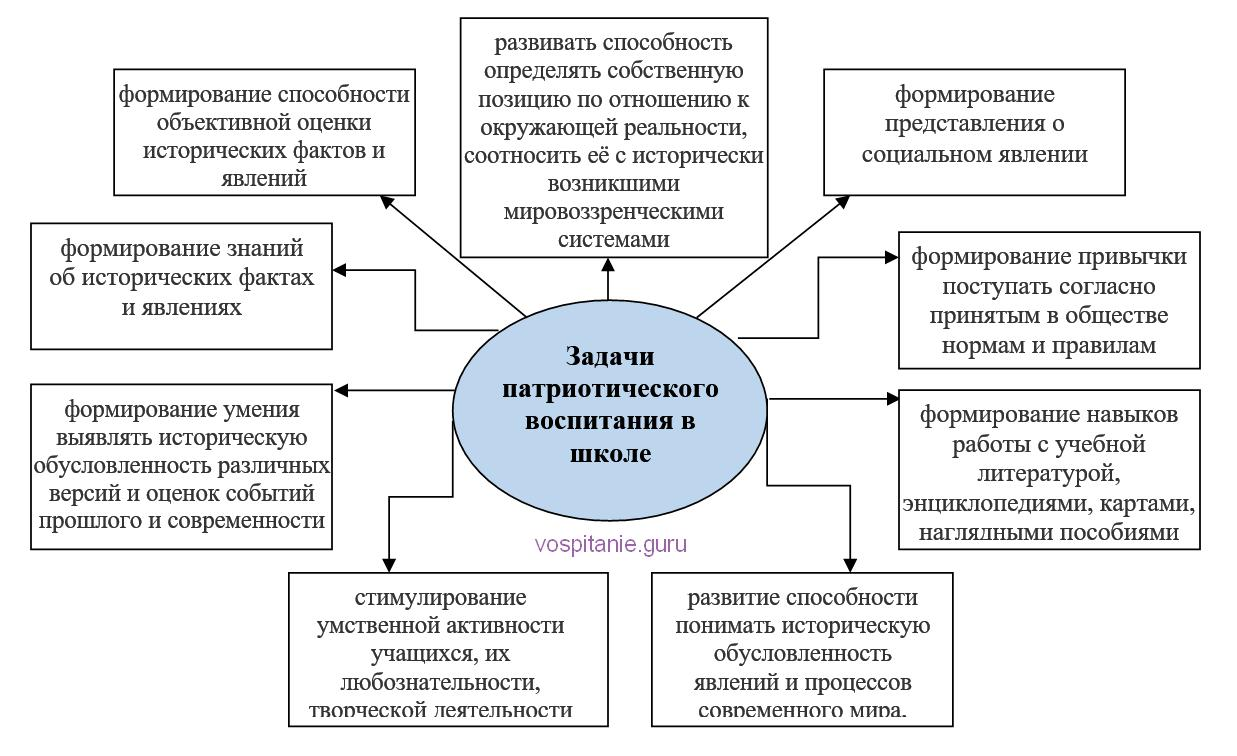 развивать способность
определять собственную
позицию по отношению к
окружающей реальности,
соотносить её с исторически
возникшими
мировоззренческими
системами
формирование способности
объективной оценки
исторических фактов и
явлений
формирование
представления о
социальном явлении
формирование знаний
об исторических фактах
и явлениях
формирование привычки
поступать согласно
принятым в обществе
нормам и правилам
Задачи
патриотического
воспитания в
школе
формирование умения
выявлять историческую
обусловленность различных
версий и оценок событий
прошлого и современности
формирование навыков
работы с учебной
литературой,
энциклопедиями, картами,
наглядными пособиями
vospitanie.guru
стимулирование
умственной активности
учащихся, их
любознательности,
творческой деятельности
развитие способности
понимать историческую
обусловленность
явлений и процессов
современного мира.